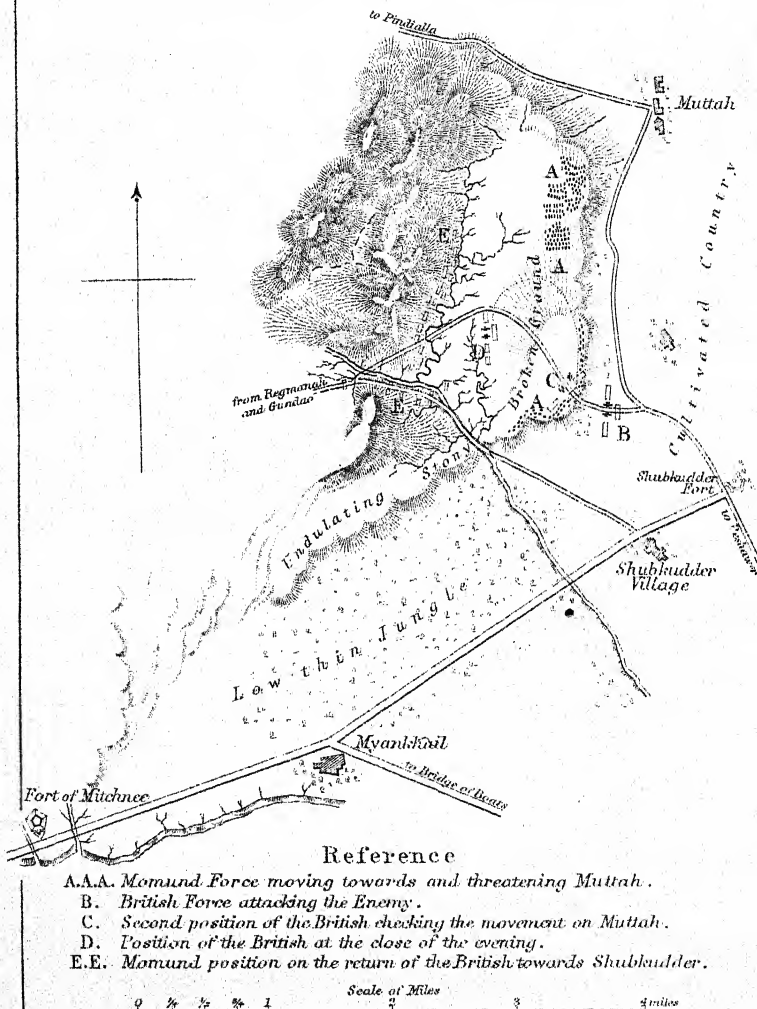 to Pindialla
Muttah
A
E
A
Cultivated Country
Broken Ground
D
C
from Regmanah
and Gundao
E
A
B
Undulating Stony
Shubkudder
Fort
to Peshawur
Shubkudder
Village
Low thin Jungle
Myankhail
to Bridge of Boats
Fort of Mitchnee
Reference
A.A.A. Momund Force moving towards and threatening Muttah.
B. British Force attacking the Enemy.
C. Second position of the British checking the movement on Muttah.
D. Position of the British at the close of the evening.
E.E. Momund position on the return of the British towards Shubkudder.
Scale of Miles
0 ¼ ½ ¾ 1 2 3 4 miles